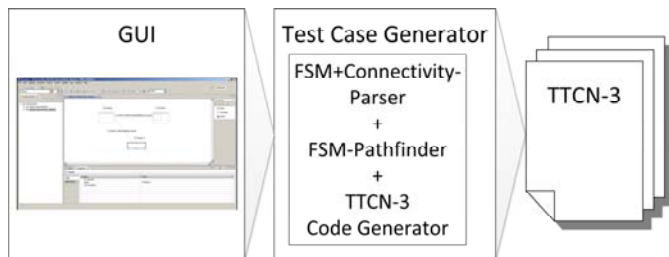 GUI
Test Case Generator
FSM+Connectivity-
Parser
+
FSM-Pathfinder
+
TTCN-3
Code Generator
TTCN-3